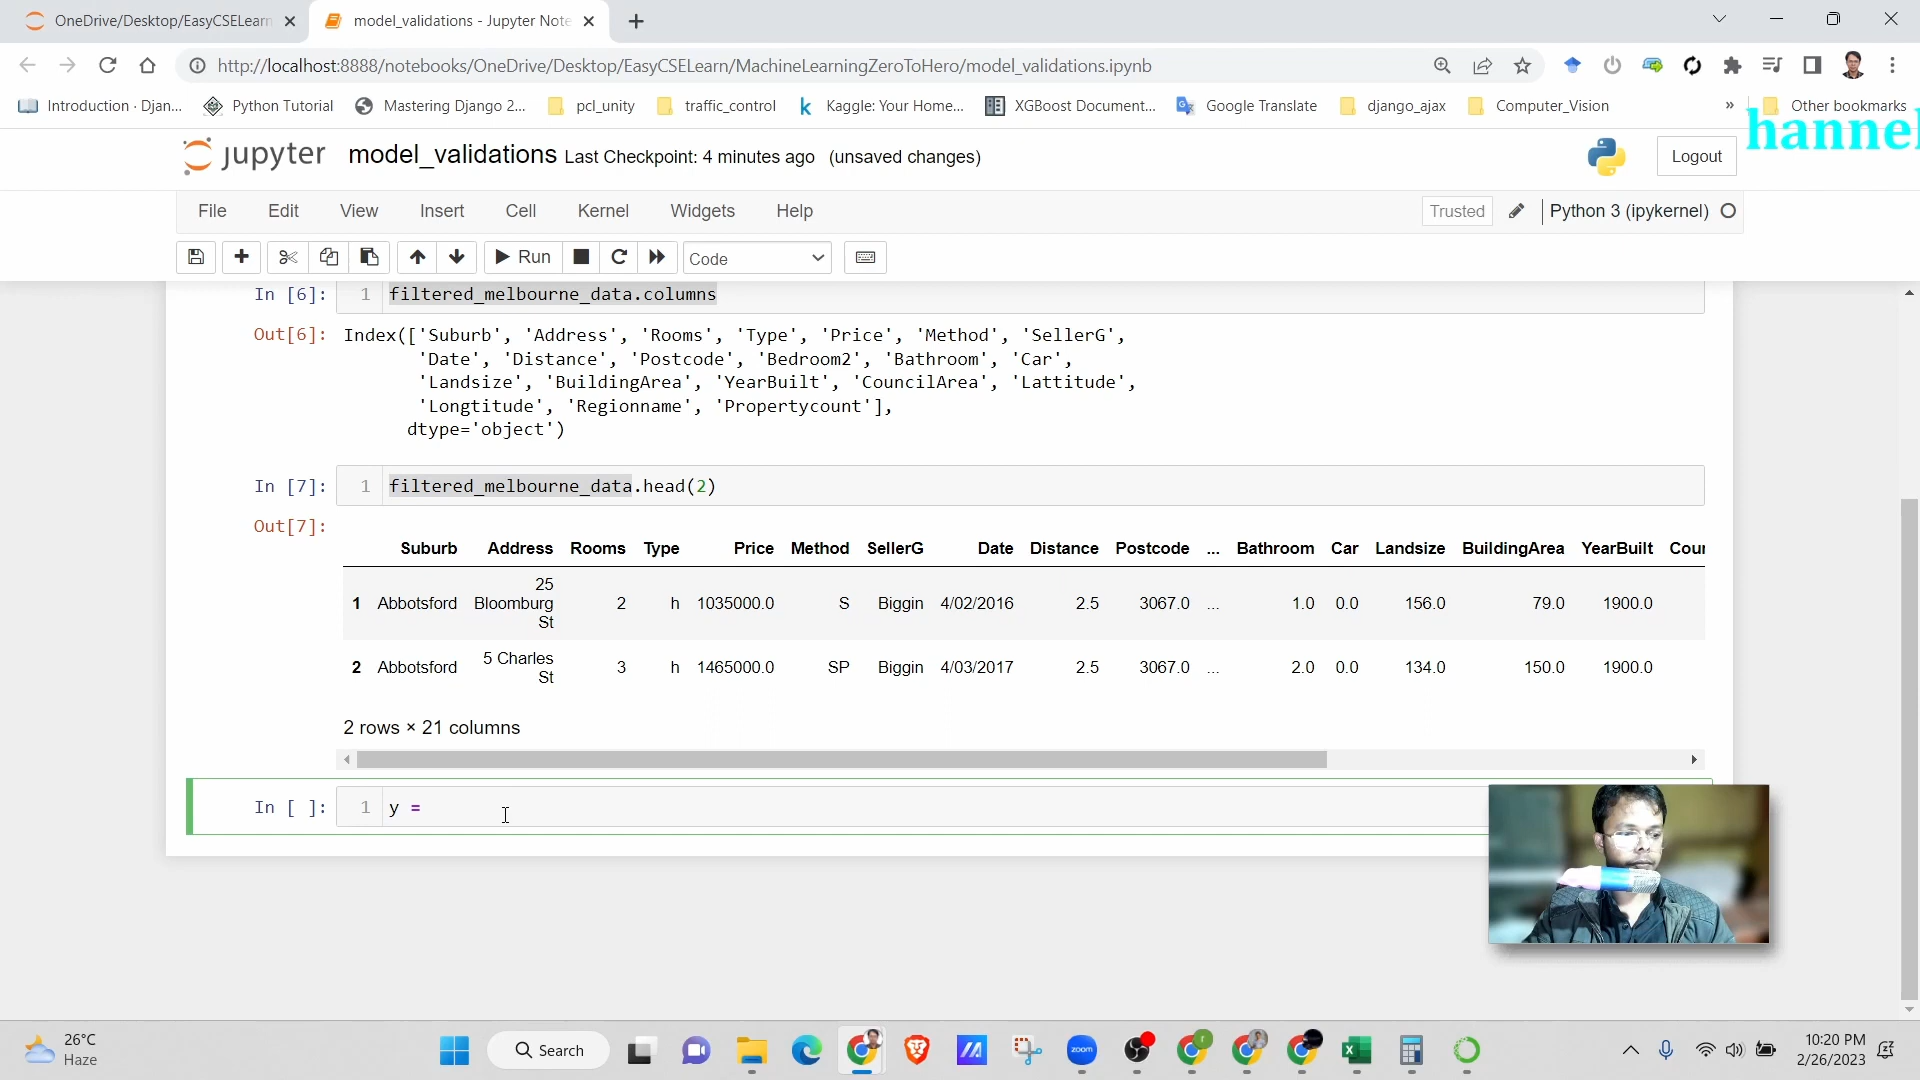 OneDrive/Desktop/EasyCSELearn
model_validations - Jupyter Note
http://localhost:8888/notebooks/OneDrive/Desktop/EasyCSELearn/MachineLearningZeroToHero/model_validations.ipynb
Introduction · Djan... Python Tutorial Mastering Django 2... pcl_unity traffic_control Kaggle: Your Home... XGBoost Document... Google Translate django_ajax Computer_Vision » Other bookmarks
hannel
jupyter model_validations Last Checkpoint: 4 minutes ago (unsaved changes) Logout
File Edit View Insert Cell Kernel Widgets Help Trusted Python 3 (ipykernel)
Run Code
In [6]: 1 filtered_melbourne_data.columns
Out[6]: Index(['Suburb', 'Address', 'Rooms', 'Type', 'Price', 'Method', 'SellerG',
'Date', 'Distance', 'Postcode', 'Bedroom2', 'Bathroom', 'Car',
'Landsize', 'BuildingArea', 'YearBuilt', 'CouncilArea', 'Lattitude',
'Longtitude', 'Regionname', 'Propertycount'],
dtype='object')
In [7]: 1 filtered_melbourne_data.head(2)
Out[7]:
Suburb Address Rooms Type Price Method SellerG Date Distance Postcode ... Bathroom Car Landsize BuildingArea YearBuilt Cour
25
1 Abbotsford Bloomburg 2 h 1035000.0 S Biggin 4/02/2016 2.5 3067.0 ... 1.0 0.0 156.0 79.0 1900.0
St
5 Charles
2 Abbotsford 3 h 1465000.0 SP Biggin 4/03/2017 2.5 3067.0 ... 2.0 0.0 134.0 150.0 1900.0
St
2 rows × 21 columns
In [ ]: 1 y =
26°C
Haze
Search
zoom
10:20 PM
2/26/2023